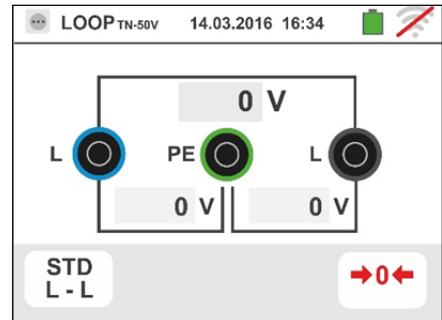 LOOP TN-50V 14.03.2016 16:34
0 V
L PE L
0 V 0 V
STD
L - L
→0←